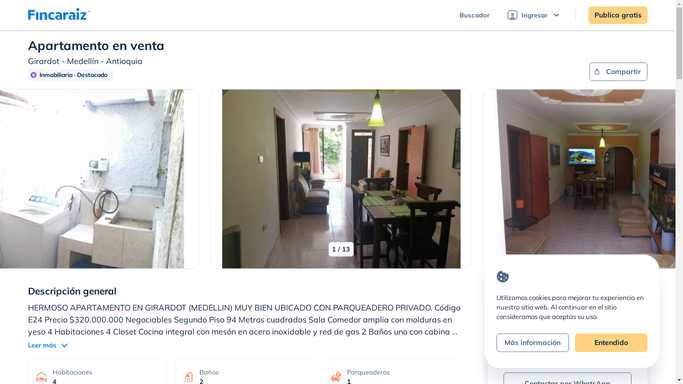 Fincaraiz
Buscador
Ingresar
Publica gratis
Apartamento en venta
Girardot - Medellín - Antioquia
Inmobiliaria - Destacado
Compartir
1 / 13
Descripción general
HERMOSO APARTAMENTO EN GIRARDOT (MEDELLIN) MUY BIEN UBICADO CON PARQUEADERO PRIVADO. Código
E24 Precio $320.000.000 Negociables Segundo Piso 94 Metros cuadrados Sala Comedor amplia con molduras en
yeso 4 Habitaciones 4 Closet Cocina integral con mesón en acero inoxidable y red de gas 2 Baños uno con cabina ...
Leer más
Habitaciones
4
Baños
2
Parqueaderos
1
Utilizamos cookies para mejorar tu experiencia en
nuestro sitio web. Al continuar en el sitio
consideramos que aceptas su uso.
Más información
Entendido
Contactar por WhatsApp